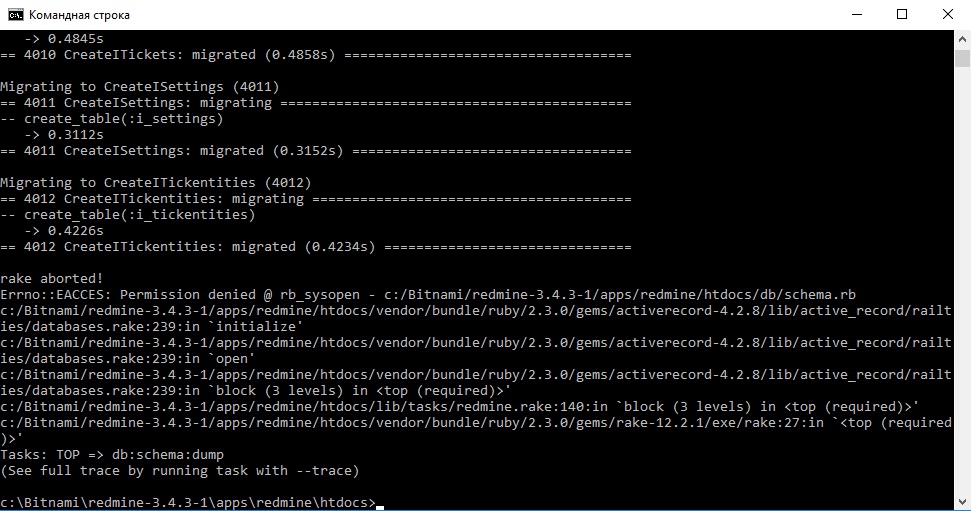 Командная строка
-> 0.4845s
== 4010 CreateITickets: migrated (0.4858s) ====================================
Migrating to CreateISettings (4011)
== 4011 CreateISettings: migrating ============================================
-- create_table(:i_settings)
-> 0.3112s
== 4011 CreateISettings: migrated (0.3152s) ===================================
Migrating to CreateITickentities (4012)
== 4012 CreateITickentities: migrating ========================================
-- create_table(:i_tickentities)
-> 0.4226s
== 4012 CreateITickentities: migrated (0.4234s) ===============================
rake aborted!
Errno::EACCES: Permission denied @ rb_sysopen - c:/Bitnami/redmine-3.4.3-1/apps/redmine/htdocs/db/schema.rb
c:/Bitnami/redmine-3.4.3-1/apps/redmine/htdocs/vendor/bundle/ruby/2.3.0/gems/activerecord-4.2.8/lib/active_record/railt
ies/databases.rake:239:in `initialize'
c:/Bitnami/redmine-3.4.3-1/apps/redmine/htdocs/vendor/bundle/ruby/2.3.0/gems/activerecord-4.2.8/lib/active_record/railt
ies/databases.rake:239:in `open'
c:/Bitnami/redmine-3.4.3-1/apps/redmine/htdocs/vendor/bundle/ruby/2.3.0/gems/activerecord-4.2.8/lib/active_record/railt
ies/databases.rake:239:in `block (3 levels) in <top (required)>'
c:/Bitnami/redmine-3.4.3-1/apps/redmine/htdocs/lib/tasks/redmine.rake:140:in `block (3 levels) in <top (required)>'
c:/Bitnami/redmine-3.4.3-1/apps/redmine/htdocs/vendor/bundle/ruby/2.3.0/gems/rake-12.2.1/exe/rake:27:in `<top (required
)>'
Tasks: TOP => db:schema:dump
(See full trace by running task with --trace)
c:\Bitnami\redmine-3.4.3-1\apps\redmine\htdocs>